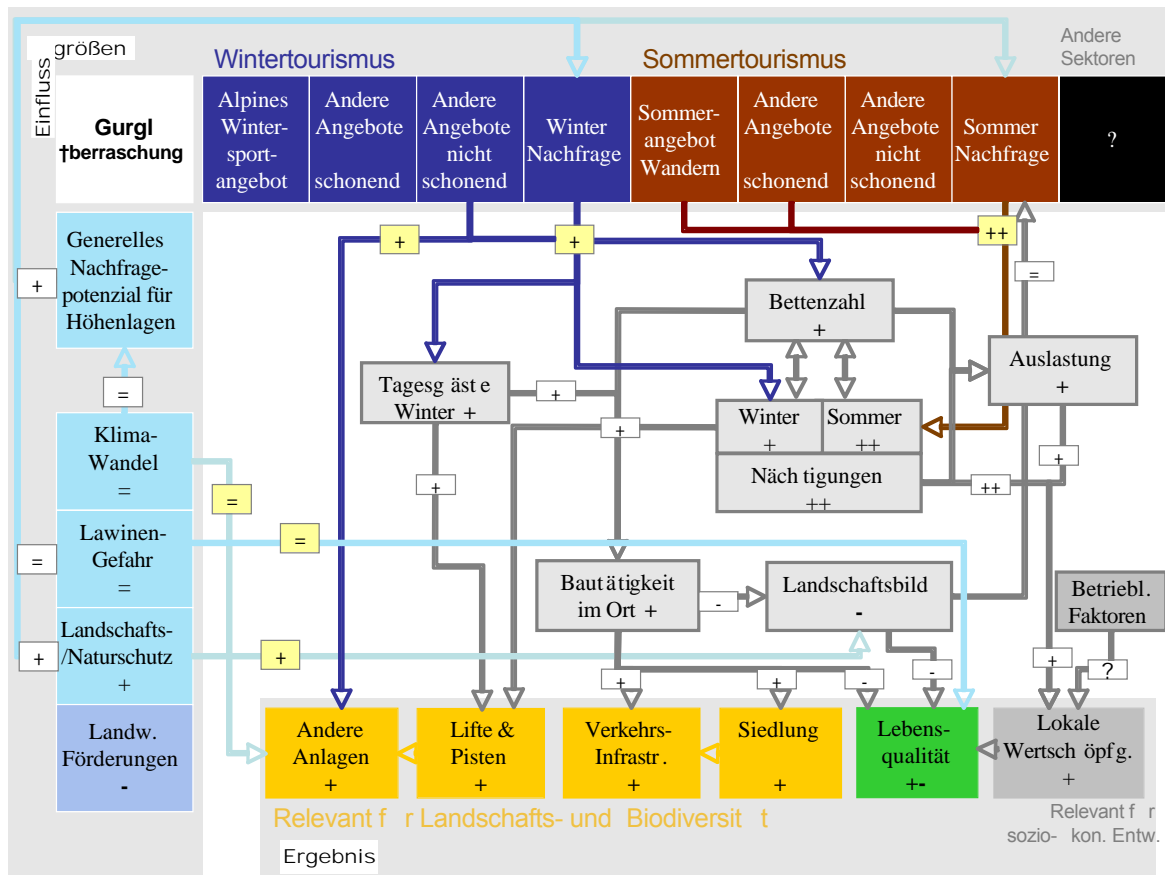 größen
Einfluss
Wintertourismus
Sommertourismus
Andere
Sektoren
Gurgl
†berraschung
Alpines
Winter-
sport-
angebot
Andere
Angebote
schonend
Andere
Angebote
nicht
schonend
Winter
Nachfrage
Sommer-
angebot
Wandern
Andere
Angebote
schonend
Andere
Angebote
nicht
schonend
Sommer
Nachfrage
?
Generelles
Nachfrage-
potenzial für
Höhenlagen
+
=
Klima-
Wandel
=
=
Lawinen-
Gefahr
=
=
=
Landschafts-
/Naturschutz
+
+
+
Landw.
Förderungen
-
+
+
++
=
Bettenzahl
+
Auslastung
+
Tagesg äst e
Winter +
+
+
+
Winter
+
Sommer
++
Näch tigungen
++
++
+
Bautätigkeit
im Ort +
-
Landschaftsbild
-
Betriebl.
Faktoren
+
+
-
-
+
?
Andere
Anlagen
+
Lifte &
Pisten
+
Verkehrs-
Infrastr .
+
Siedlung
+
Lebens-
qualität
+-
Lokale
Wertsch öpfg.
+
Relevant f r Landschafts- und Biodiversit t
Relevant f r
sozio- kon. Entw.
Ergebnis